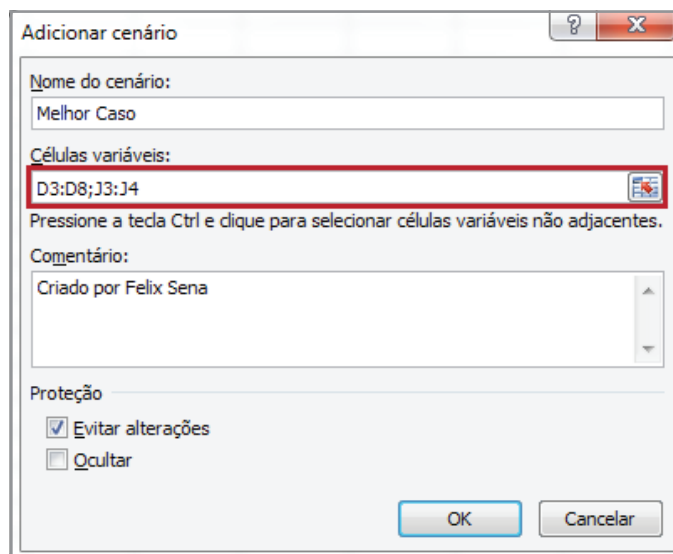 Adicionar cenário
Nome do cenário:
Melhor Caso
Células variáveis:
D3:D8;J3:J4
Pressione a tecla Ctrl e clique para selecionar células variáveis não adjacentes.
Comentário:
Criado por Felix Sena
Proteção
Evitar alterações
Ocultar
OK
Cancelar